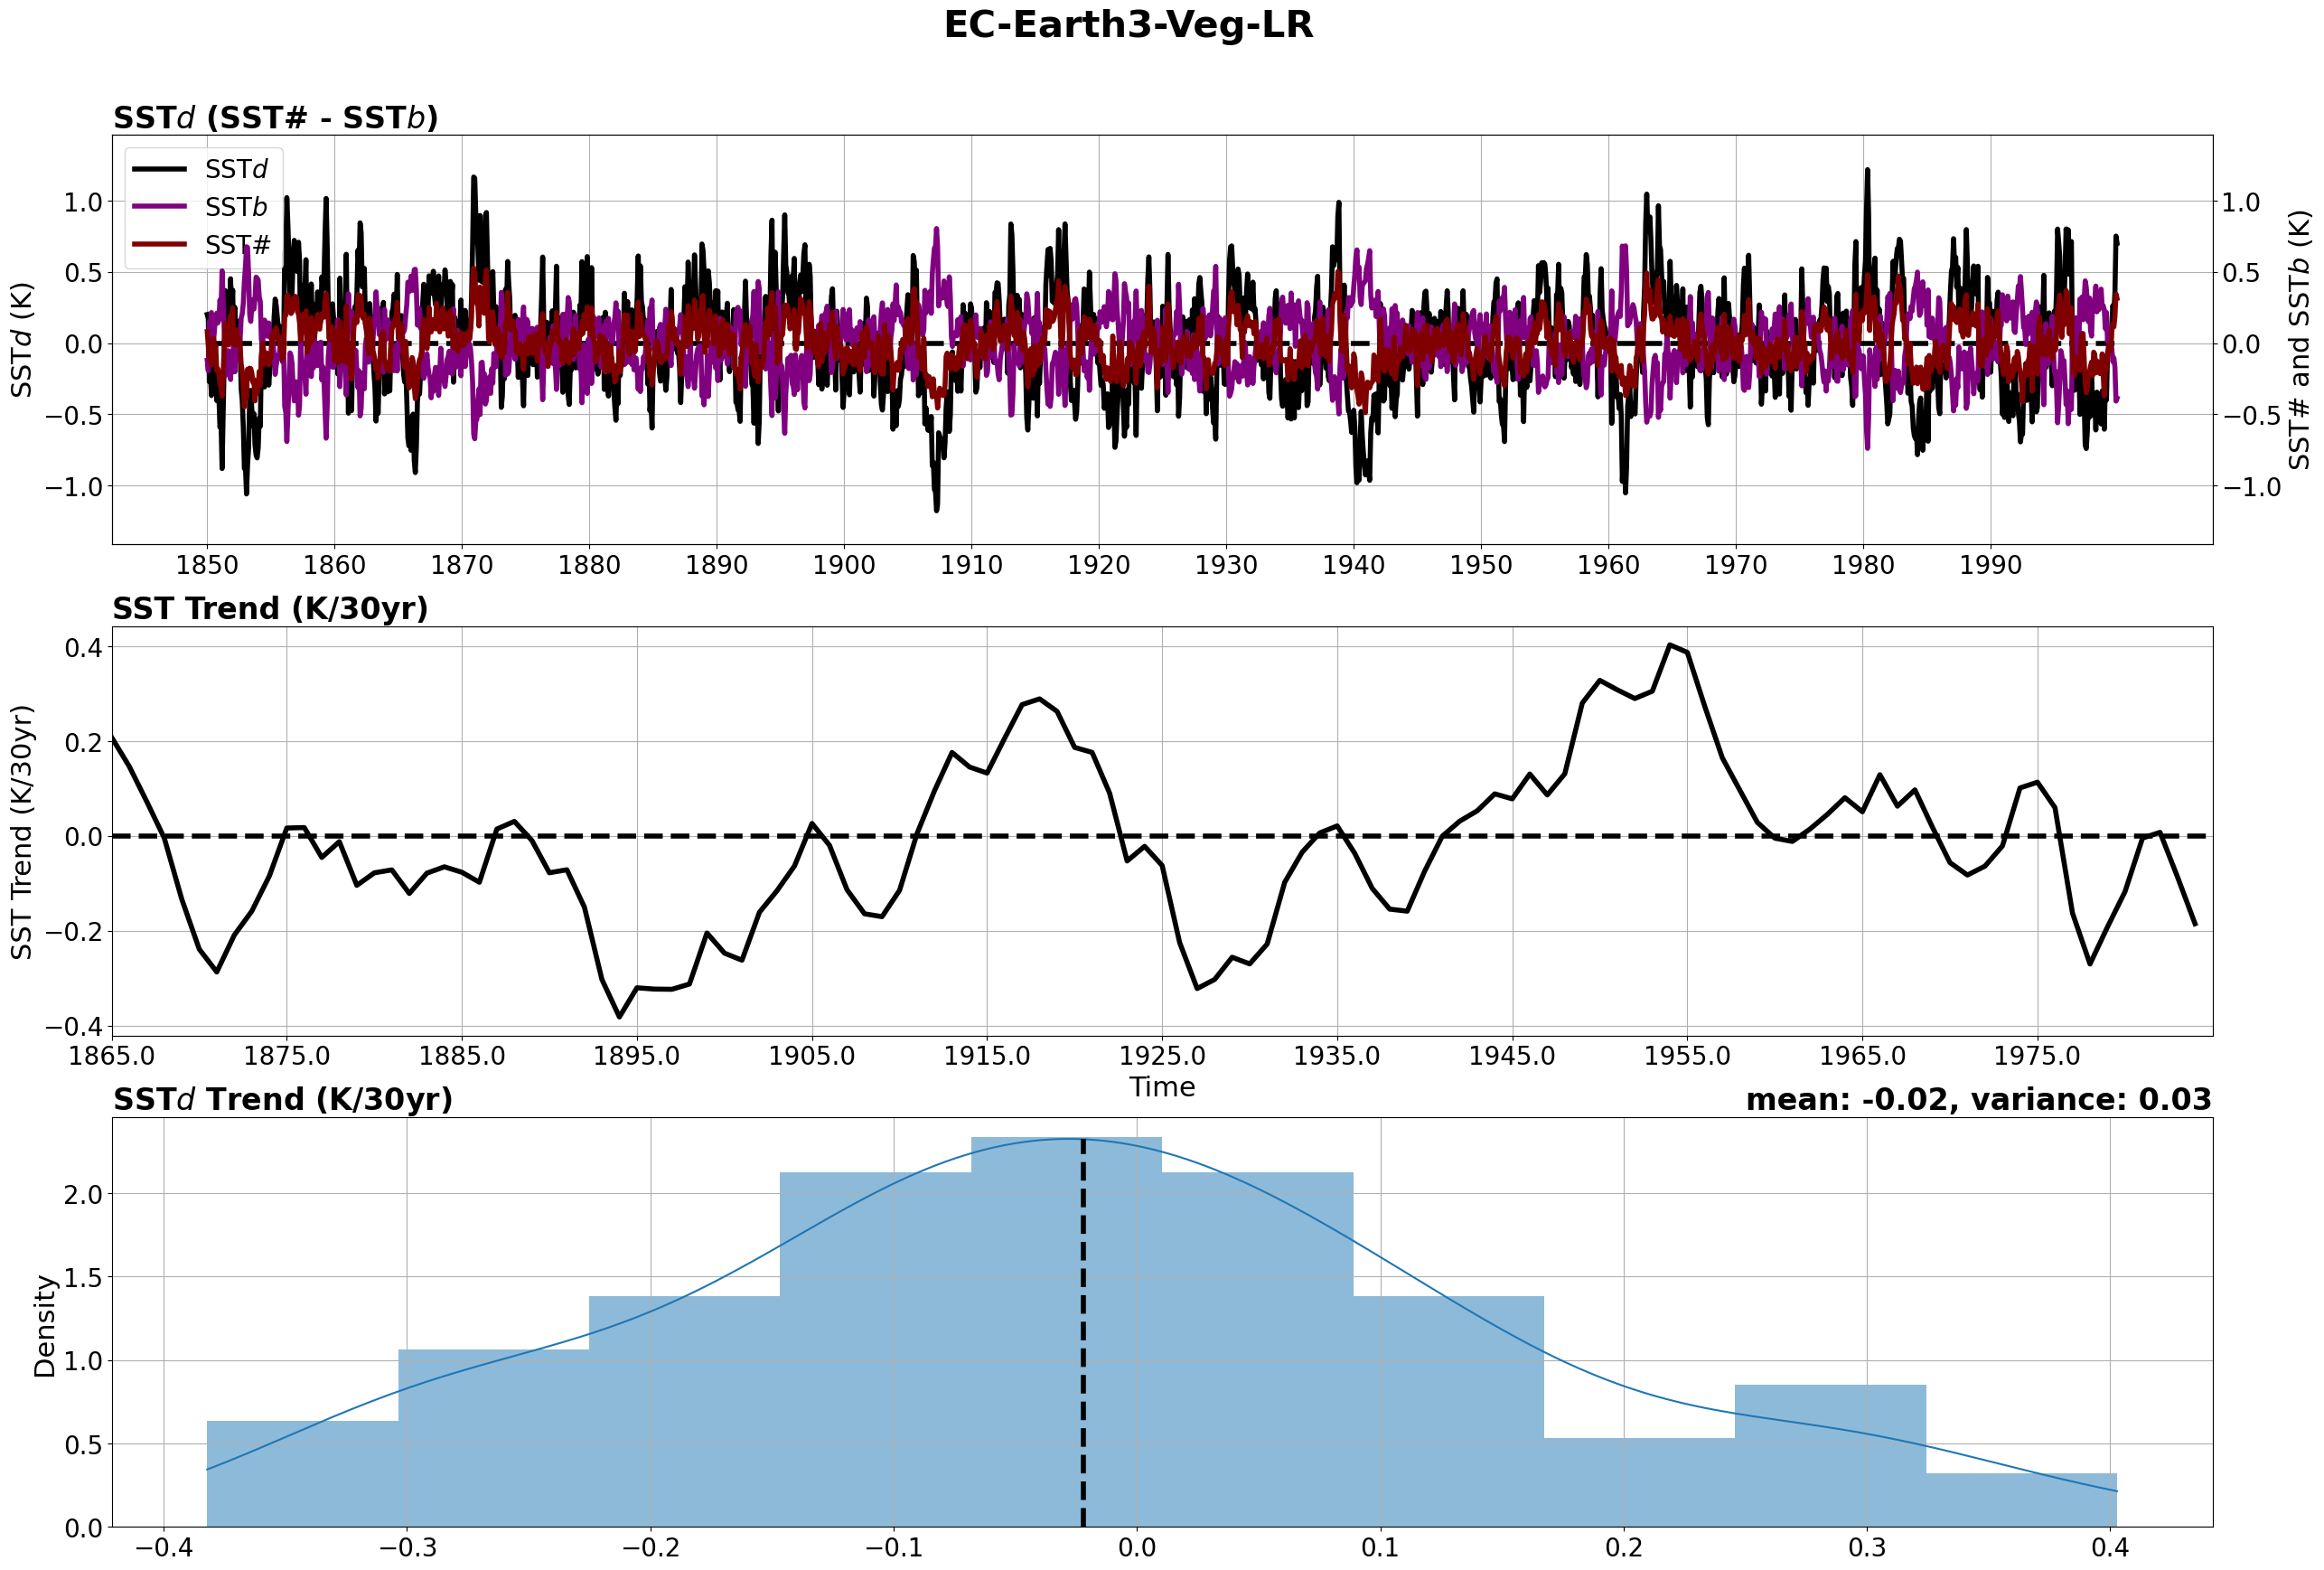 EC-Earth3-Veg-LR
SSTd (SST# - SSTb)
SSTd
SSTb
SST#
SSTd (K)
1.0
0.5
0.0
−0.5
−1.0
1.0
0.5
0.0
−0.5
−1.0
SST# and SSTb (K)
1850 1860 1870 1880 1890 1900 1910 1920 1930 1940 1950 1960 1970 1980 1990
SST Trend (K/30yr)
SST Trend (K/30yr)
0.4
0.2
0.0
−0.2
−0.4
1865.0 1875.0 1885.0 1895.0 1905.0 1915.0 1925.0 1935.0 1945.0 1955.0 1965.0 1975.0
Time
SSTd Trend (K/30yr) mean: -0.02, variance: 0.03
Density
2.0
1.5
1.0
0.5
0.0
−0.4 −0.3 −0.2 −0.1 0.0 0.1 0.2 0.3 0.4